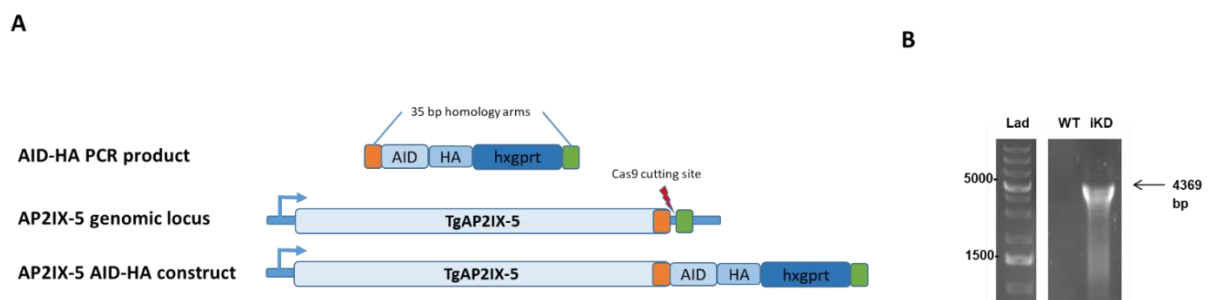 A
B
35 bp homology arms
AID-HA PCR product
AID HA hxgprt
Cas9 cutting site
AP2IX-5 genomic locus
TgAP2IX-5
AP2IX-5 AID-HA construct
TgAP2IX-5 AID HA hxgprt
Lad WT iKD
5000-
4369
bp
1500-